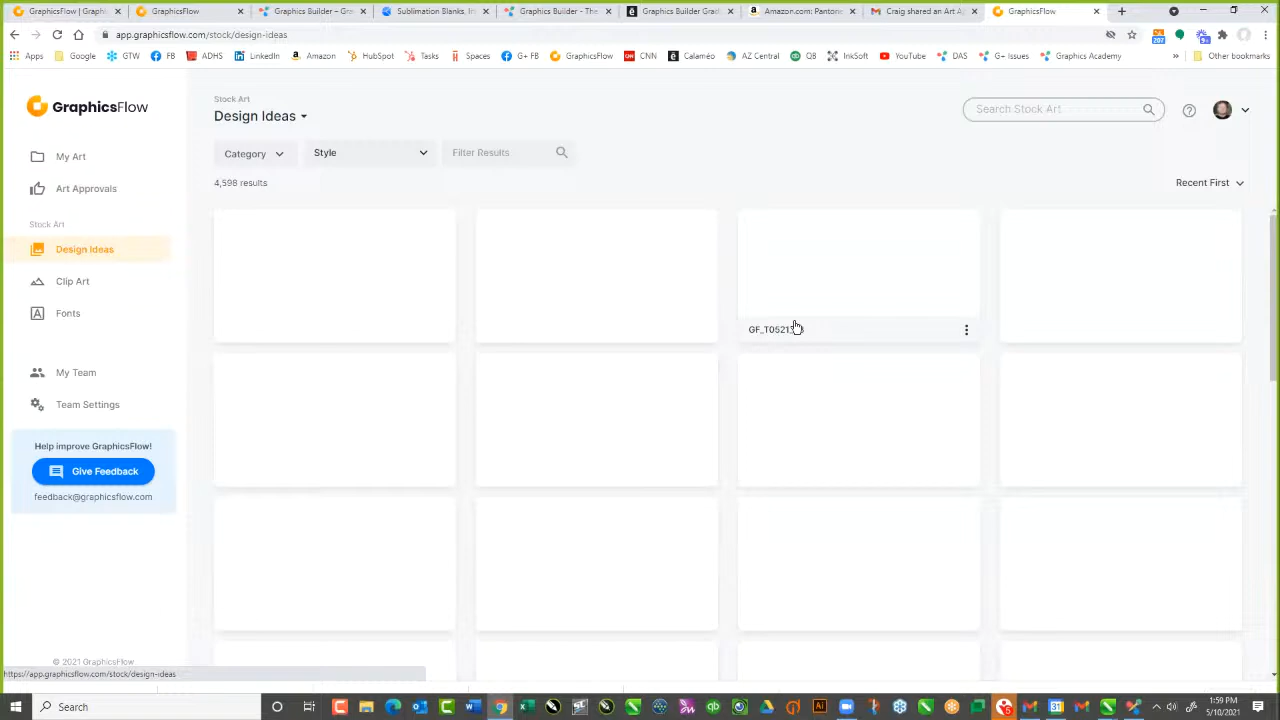 GraphicsFlow | My Art
GraphicsFlow
Graphics Builder – Gra
Sublimation Blanks, In
Graphics Builder - The
Graphics Builder Grad
Amazon.com: Pantone
Craig shared an Art Ap
GraphicsFlow
app.graphicsflow.com/stock/design-ideas
Apps
Google
GTW
FB
ADHS
LinkedIn
Amazon
HubSpot
Tasks
Spaces
G+ FB
GraphicsFlow
CNN
Calaméo
AZ Central
QB
InkSoft
YouTube
DAS
G+ Issues
Graphics Academy
»
Other bookmarks
GraphicsFlow
My Art
Art Approvals
Stock Art
Design Ideas
Clip Art
Fonts
My Team
Team Settings
Help improve GraphicsFlow!
Give Feedback
feedback@graphicsflow.com
© 2021 GraphicsFlow
Stock Art
Design Ideas
Search Stock Art
Category
Style
Filter Results
4,598 results
Recent First
https://app.graphicsflow.com/stock/design-ideas
Search
1:59 PM
5/10/2021